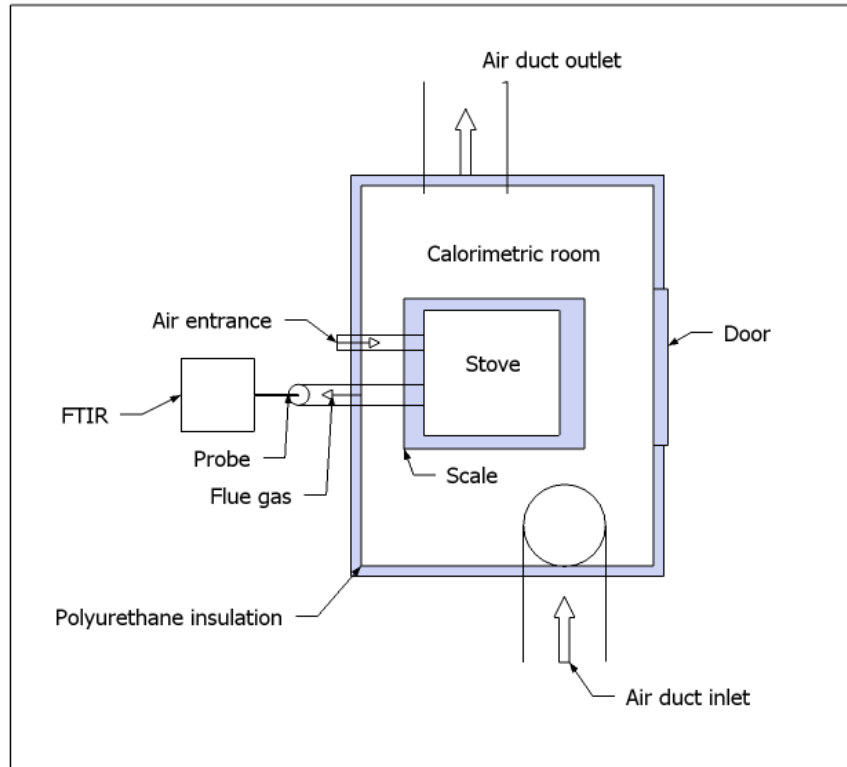 Air duct outlet
Calorimetric room
Air entrance
Door
Stove
FTIR
Probe
Scale
Flue gas
Polyurethane insulation
Air duct inlet